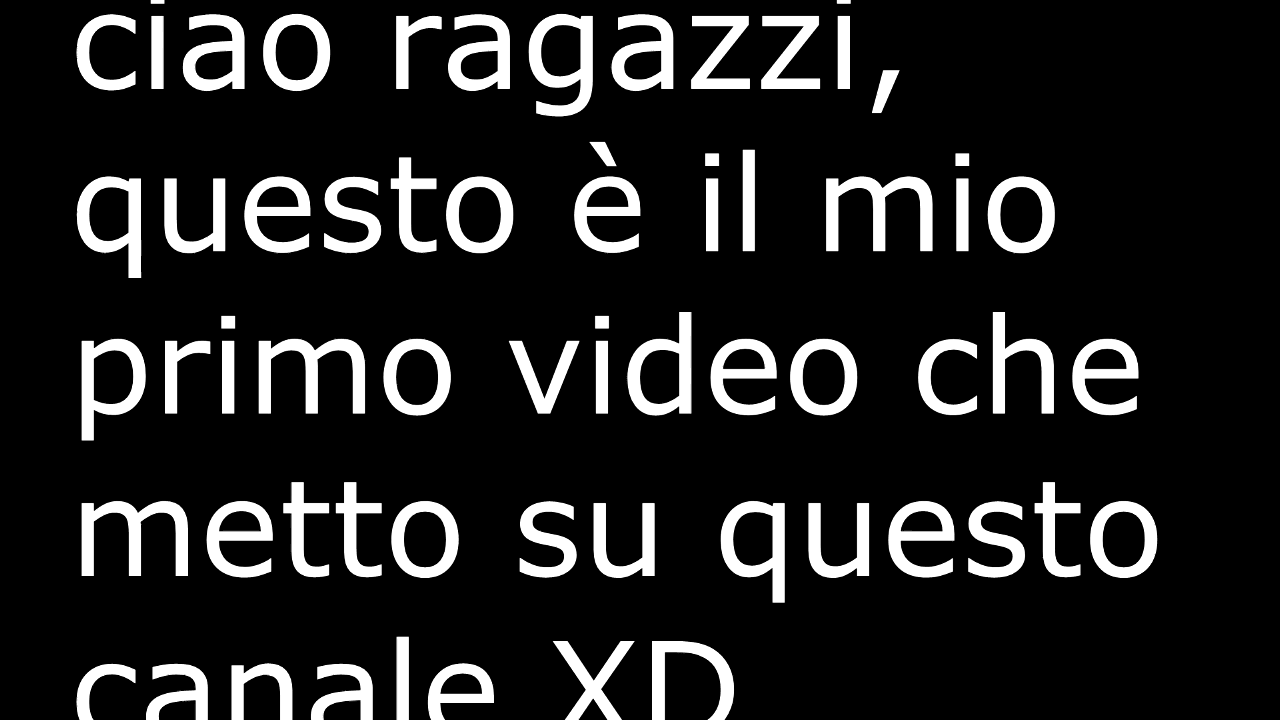 ciao ragazzi,
questo è il mio
primo video che
metto su questo
canale XD